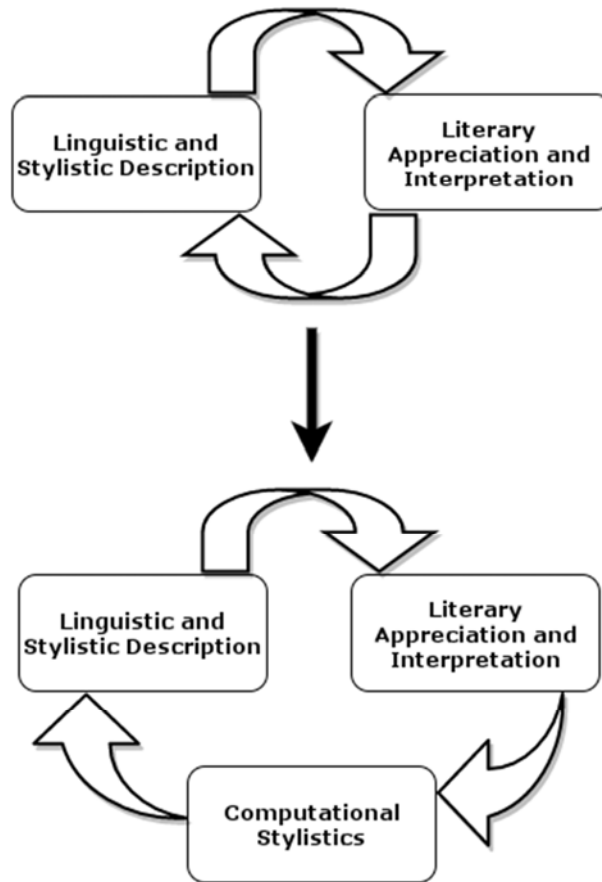 Linguistic and
Stylistic Description
Literary
Appreciation and
Interpretation
Linguistic and
Stylistic Description
Literary
Appreciation and
Interpretation
Computational
Stylistics